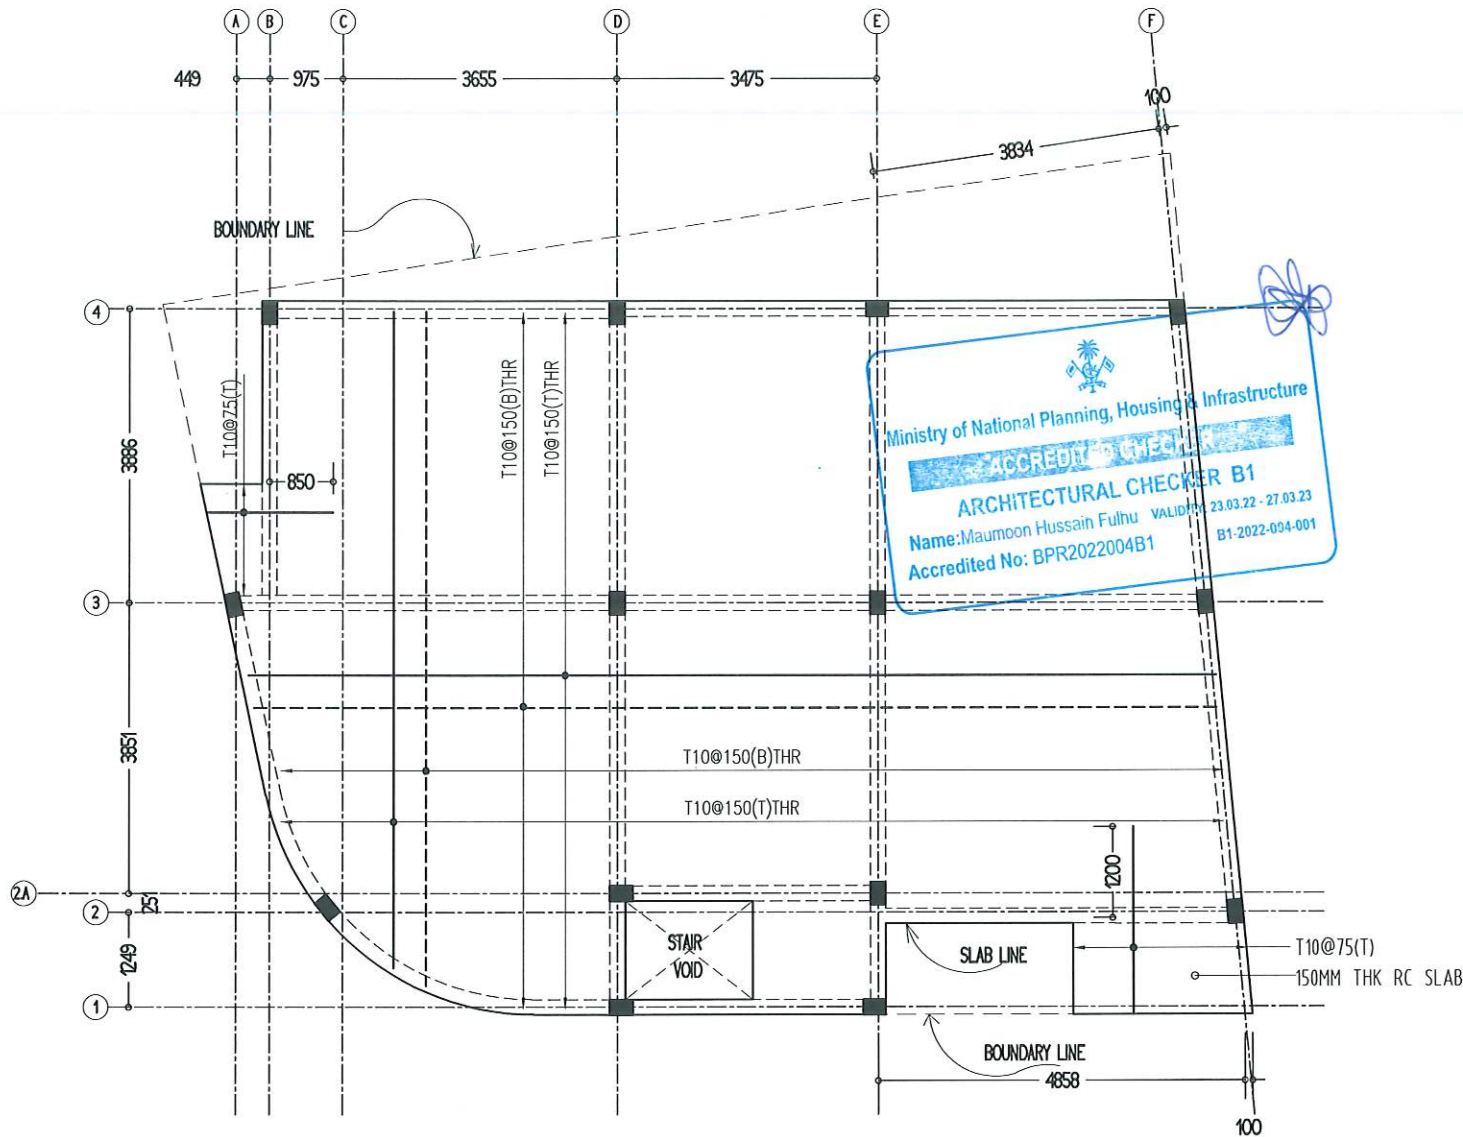 A B C D E F
449 975 3655 3475
100
3834
BOUNDARY LINE
4
Ministry of National Planning, Housing & Infrastructure
ACCREDITED CHECKER
ARCHITECTURAL CHECKER B1
Name:Maumoon Hussain Fulhu VALIDITY 23.03.22 - 27.03.23
Accredited No: BPR2022004B1 B1-2022-004-001
T10@75(T)
T10@150(B)THR
T10@150(T)THR
3886
850
3
3851
T10@150(B)THR
T10@150(T)THR
1200
2A
251
2
STAIR
VOID
SLAB LINE
1249
T10@75(T)
150MM THK RC SLAB
1
BOUNDARY LINE
4858
100